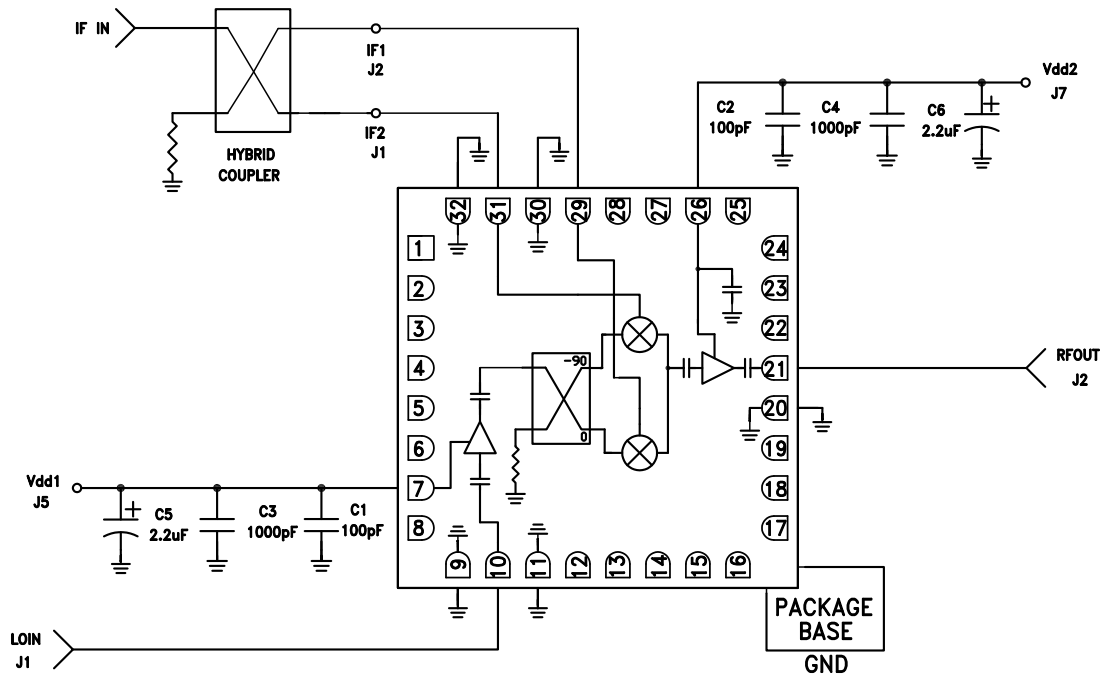 IF IN
IF1
J2
IF2
J1
HYBRID
COUPLER
Vdd2
J7
C2
100pF
C4
1000pF
C6
2.2uF
+
32
31
30
29
28
27
26
25
1
2
3
4
5
6
7
8
24
23
22
21
20
19
18
17
-90
0
RFOUT
J2
Vdd1
J5
+
C5
2.2uF
C3
1000pF
C1
100pF
9
10
11
12
13
14
15
16
LOIN
J1
PACKAGE
BASE
GND